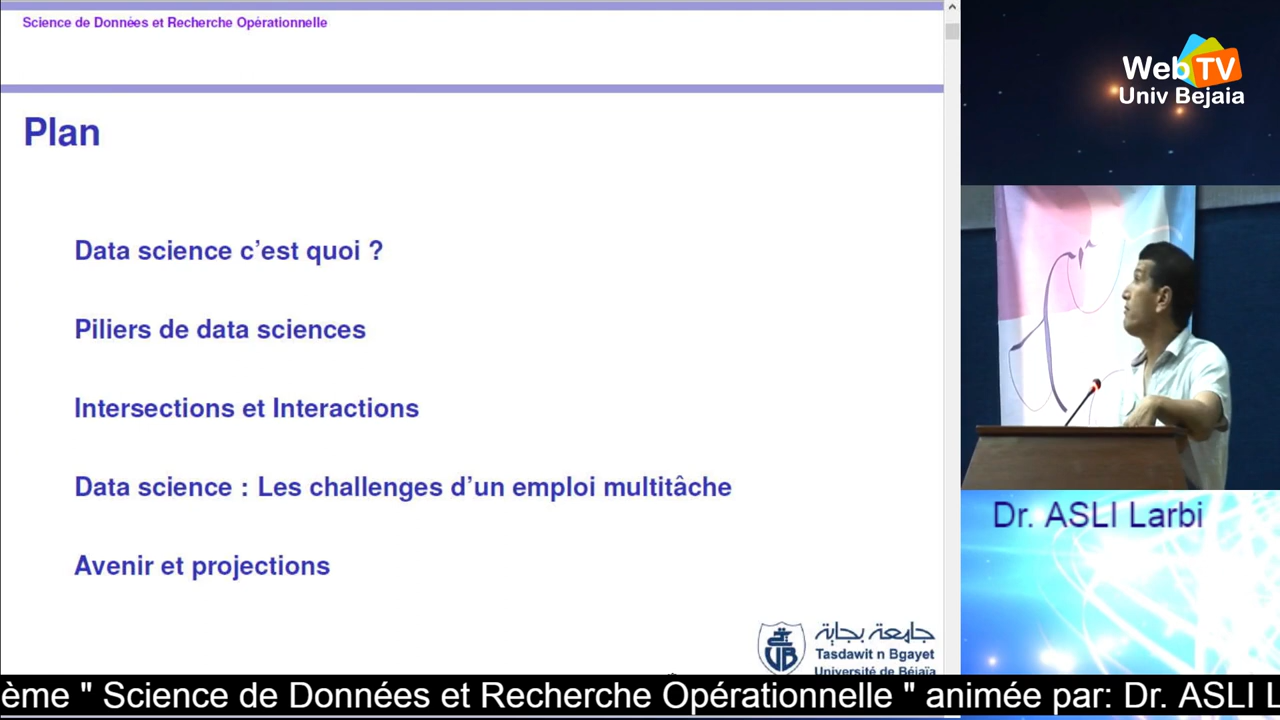 Science de Données et Recherche Opérationnelle
Plan
Data science c’est quoi ?
Piliers de data sciences
Intersections et Interactions
Data science : Les challenges d’un emploi multitâche
Avenir et projections
جامعة بجاية
Tasdawit n Bgayet
Université de Béjaïa
UB
Web TV
Univ Bejaia
Dr. ASLI Larbi
ème " Science de Données et Recherche Opérationnelle " animée par: Dr. ASLI L